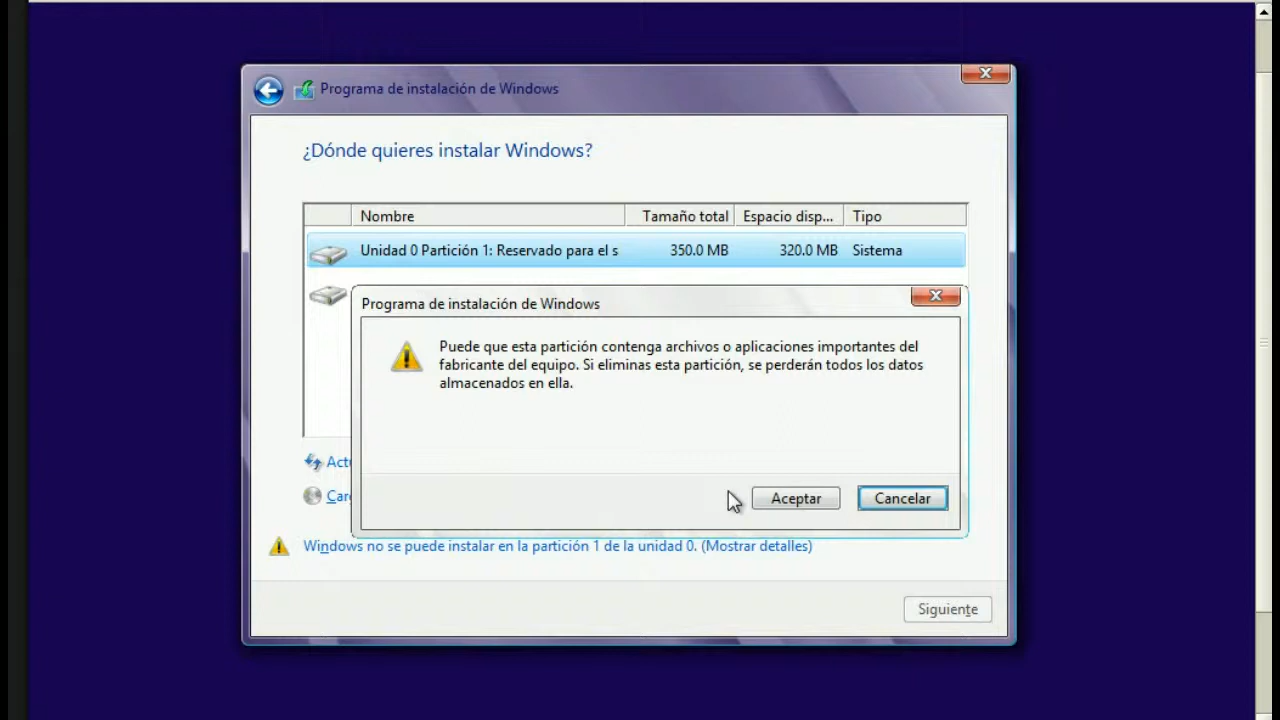 Programa de instalación de Windows
¿Dónde quieres instalar Windows?
Nombre Tamaño total Espacio disp... Tipo
Unidad 0 Partición 1: Reservado para el s 350.0 MB 320.0 MB Sistema
Programa de instalación de Windows
Puede que esta partición contenga archivos o aplicaciones importantes del
fabricante del equipo. Si eliminas esta partición, se perderán todos los datos
almacenados en ella.
Actu
Aceptar Cancelar
Carg
Windows no se puede instalar en la partición 1 de la unidad 0. (Mostrar detalles)
Siguiente